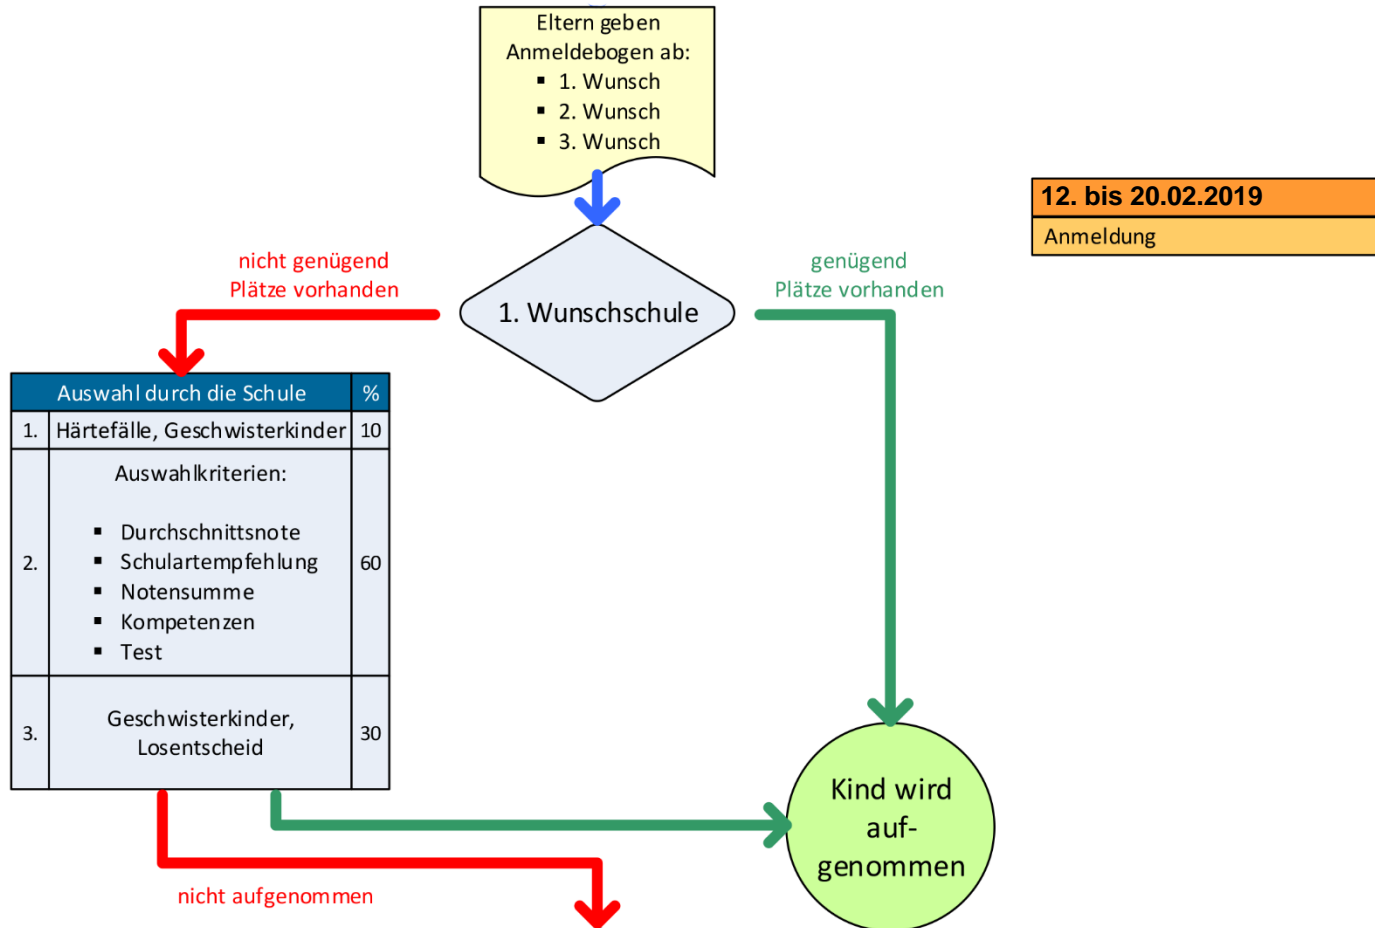 Eltern geben
Anmeldebogen ab:
▪ 1. Wunsch
▪ 2. Wunsch
▪ 3. Wunsch
12. bis 20.02.2019
Anmeldung
nicht genügend
Plätze vorhanden
genügend
Plätze vorhanden
1. Wunschschule
Auswahl durch die Schule %
1. Härtefälle, Geschwisterkinder 10
Auswahlkriterien:
▪ Durchschnittsnote
▪ Schulartempfehlung
2. ▪ Notensumme 60
▪ Kompetenzen
▪ Test
3. Geschwisterkinder, 30
Losentscheid
Kind wird
auf-
genommen
nicht aufgenommen